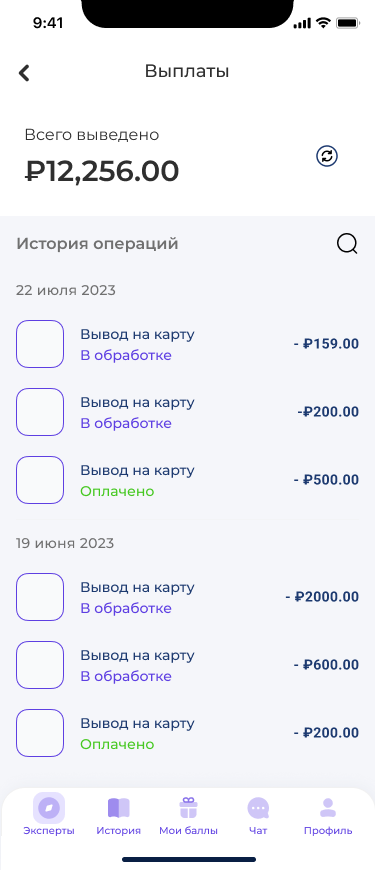 9:41
Выплаты
Всего выведено
₽12,256.00
История операций
22 июля 2023
Вывод на карту
В обработке
- ₽159.00
Вывод на карту
В обработке
-₽200.00
Вывод на карту
Оплачено
- ₽500.00
19 июня 2023
Вывод на карту
В обработке
- ₽2000.00
Вывод на карту
В обработке
- ₽600.00
Вывод на карту
Оплачено
- ₽200.00
Эксперты
История
Мои баллы
Чат
Профиль